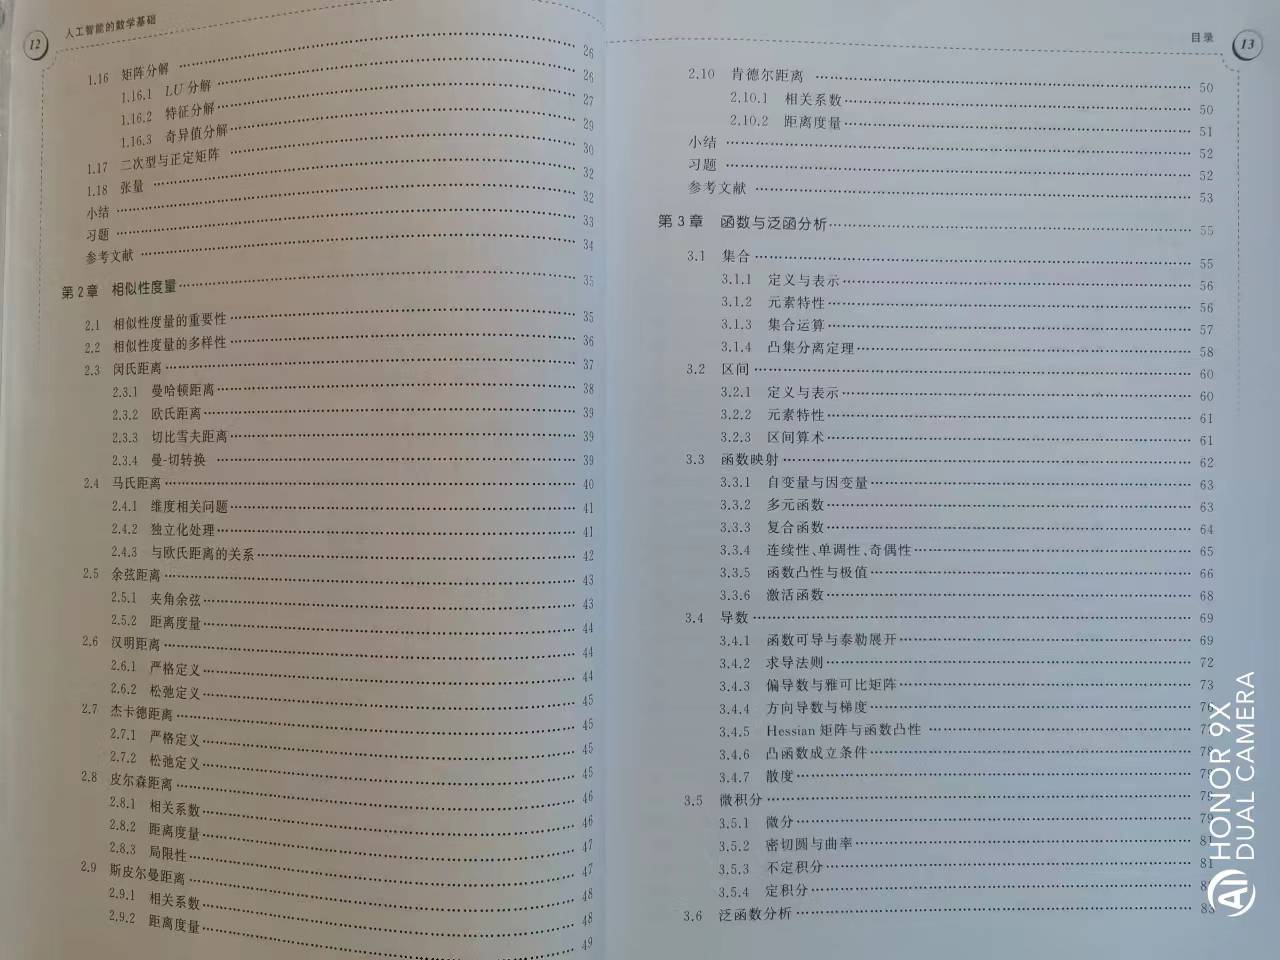 12 人工智能的数学基础
1.16 矩阵分解 26
1.16.1 LU分解 26
1.16.2 特征分解 27
1.16.3 奇异值分解 29
1.17 二次型与正定矩阵 30
1.18 张量 32
小结 32
习题 33
参考文献 34
第2章 相似性度量 35
2.1 相似性度量的重要性 35
2.2 相似性度量的多样性 36
2.3 闵氏距离 37
2.3.1 曼哈顿距离 38
2.3.2 欧氏距离 39
2.3.3 切比雪夫距离 39
2.3.4 曼-切转换 39
2.4 马氏距离 40
2.4.1 维度相关问题 41
2.4.2 独立化处理 41
2.4.3 与欧氏距离的关系 42
2.5 余弦距离 43
2.5.1 夹角余弦 43
2.5.2 距离度量 44
2.6 汉明距离 44
2.6.1 严格定义 44
2.6.2 松弛定义 45
2.7 杰卡德距离 45
2.7.1 严格定义 45
2.7.2 松弛定义 45
2.8 皮尔森距离 46
2.8.1 相关系数 46
2.8.2 距离度量 47
2.8.3 局限性 47
2.9 斯皮尔曼距离 48
2.9.1 相关系数 48
2.9.2 距离度量 49
目录 13
2.10 肯德尔距离 50
2.10.1 相关系数 50
2.10.2 距离度量 51
小结 52
习题 52
参考文献 53
第3章 函数与泛函分析 55
3.1 集合 55
3.1.1 定义与表示 56
3.1.2 元素特性 56
3.1.3 集合运算 57
3.1.4 凸集分离定理 58
3.2 区间 60
3.2.1 定义与表示 60
3.2.2 元素特性 61
3.2.3 区间算术 61
3.3 函数映射 62
3.3.1 自变量与因变量 63
3.3.2 多元函数 63
3.3.3 复合函数 64
3.3.4 连续性、单调性、奇偶性 65
3.3.5 函数凸性与极值 66
3.3.6 激活函数 68
3.4 导数 69
3.4.1 函数可导与泰勒展开 69
3.4.2 求导法则 72
3.4.3 偏导数与雅可比矩阵 73
3.4.4 方向导数与梯度 76
3.4.5 Hessian矩阵与函数凸性
3.4.6 凸函数成立条件 78
3.4.7 散度 79
3.5 微积分 79
3.5.1 微分 79
3.5.2 密切圆与曲率 81
3.5.3 不定积分 81
3.5.4 定积分
3.6 泛函数分析 83
HONOR 9X
DUAL CAMERA
AI